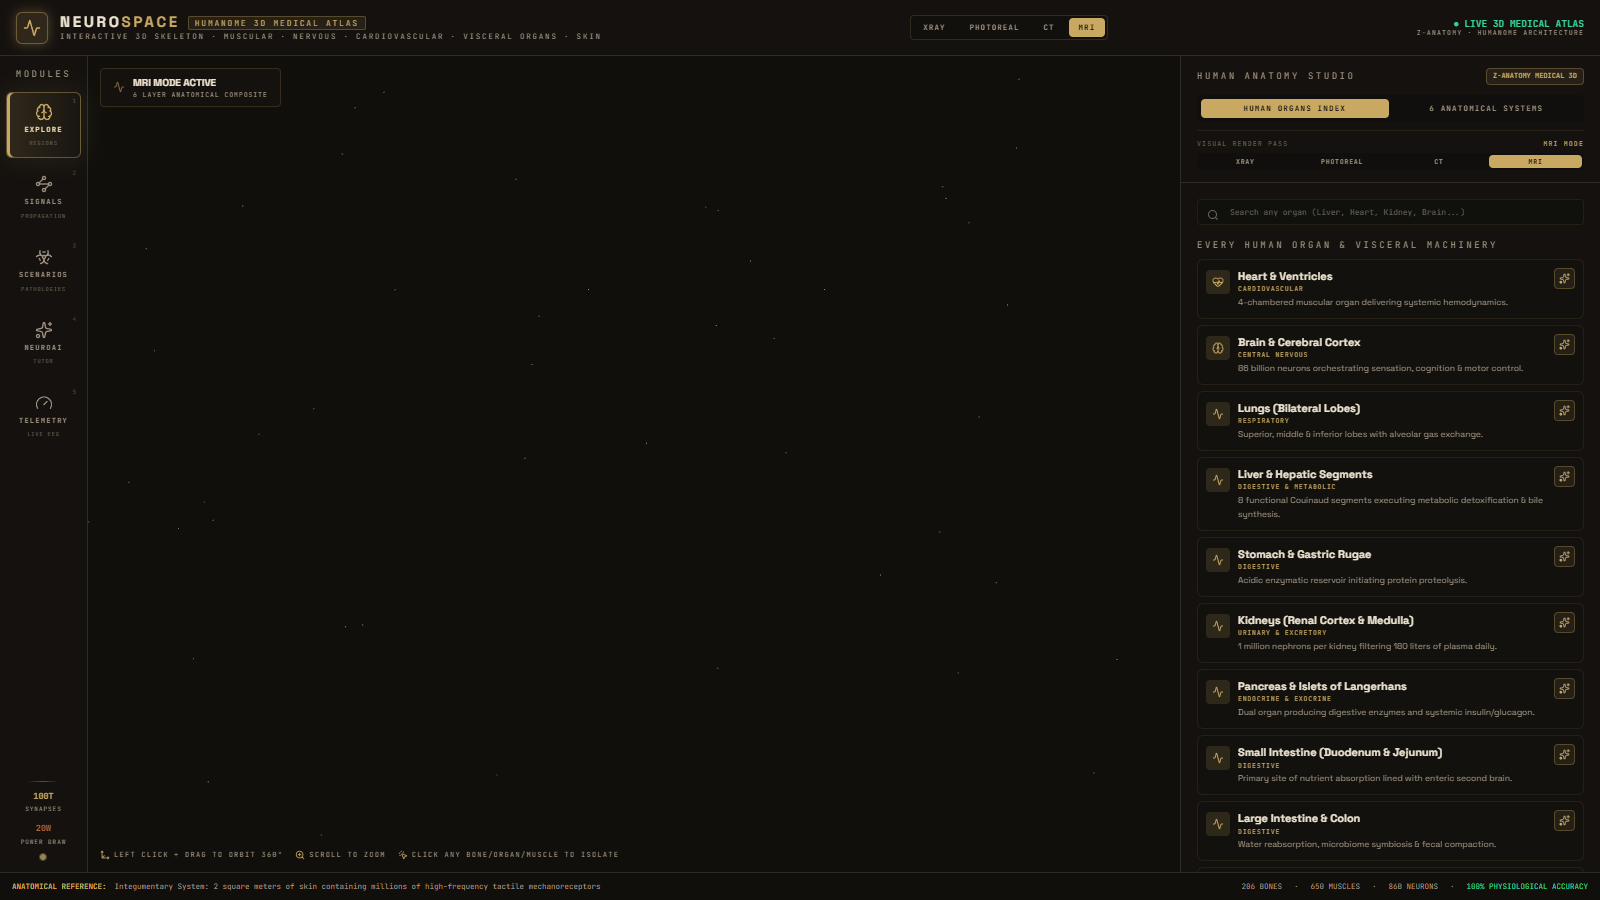 NEUROSPACE HUMANOME 3D MEDICAL ATLAS
INTERACTIVE 3D SKELETON · MUSCULAR · NERVOUS · CARDIOVASCULAR · VISCERAL ORGANS · SKIN
XRAY PHOTOREAL CT MRI
● LIVE 3D MEDICAL ATLAS
Z-ANATOMY · HUMANOME ARCHITECTURE
MODULES
1
EXPLORE
REGIONS
2
SIGNALS
PROPAGATION
3
SCENARIOS
PATHOLOGIES
4
NEUROAI
TUTOR
5
TELEMETRY
LIVE EEG
100T
SYNAPSES
20W
POWER DRAW
MRI MODE ACTIVE
6 LAYER ANATOMICAL COMPOSITE
LEFT CLICK + DRAG TO ORBIT 360° SCROLL TO ZOOM CLICK ANY BONE/ORGAN/MUSCLE TO ISOLATE
HUMAN ANATOMY STUDIO Z-ANATOMY MEDICAL 3D
HUMAN ORGANS INDEX 6 ANATOMICAL SYSTEMS
VISUAL RENDER PASS MRI MODE
XRAY PHOTOREAL CT MRI
Search any organ (Liver, Heart, Kidney, Brain...)
EVERY HUMAN ORGAN & VISCERAL MACHINERY
Heart & Ventricles
CARDIOVASCULAR
4-chambered muscular organ delivering systemic hemodynamics.
Brain & Cerebral Cortex
CENTRAL NERVOUS
86 billion neurons orchestrating sensation, cognition & motor control.
Lungs (Bilateral Lobes)
RESPIRATORY
Superior, middle & inferior lobes with alveolar gas exchange.
Liver & Hepatic Segments
DIGESTIVE & METABOLIC
8 functional Couinaud segments executing metabolic detoxification & bile
synthesis.
Stomach & Gastric Rugae
DIGESTIVE
Acidic enzymatic reservoir initiating protein proteolysis.
Kidneys (Renal Cortex & Medulla)
URINARY & EXCRETORY
1 million nephrons per kidney filtering 180 liters of plasma daily.
Pancreas & Islets of Langerhans
ENDOCRINE & EXOCRINE
Dual organ producing digestive enzymes and systemic insulin/glucagon.
Small Intestine (Duodenum & Jejunum)
DIGESTIVE
Primary site of nutrient absorption lined with enteric second brain.
Large Intestine & Colon
DIGESTIVE
Water reabsorption, microbiome symbiosis & fecal compaction.
ANATOMICAL REFERENCE: Integumentary System: 2 square meters of skin containing millions of high-frequency tactile mechanoreceptors
206 BONES · 650 MUSCLES · 86B NEURONS · 100% PHYSIOLOGICAL ACCURACY